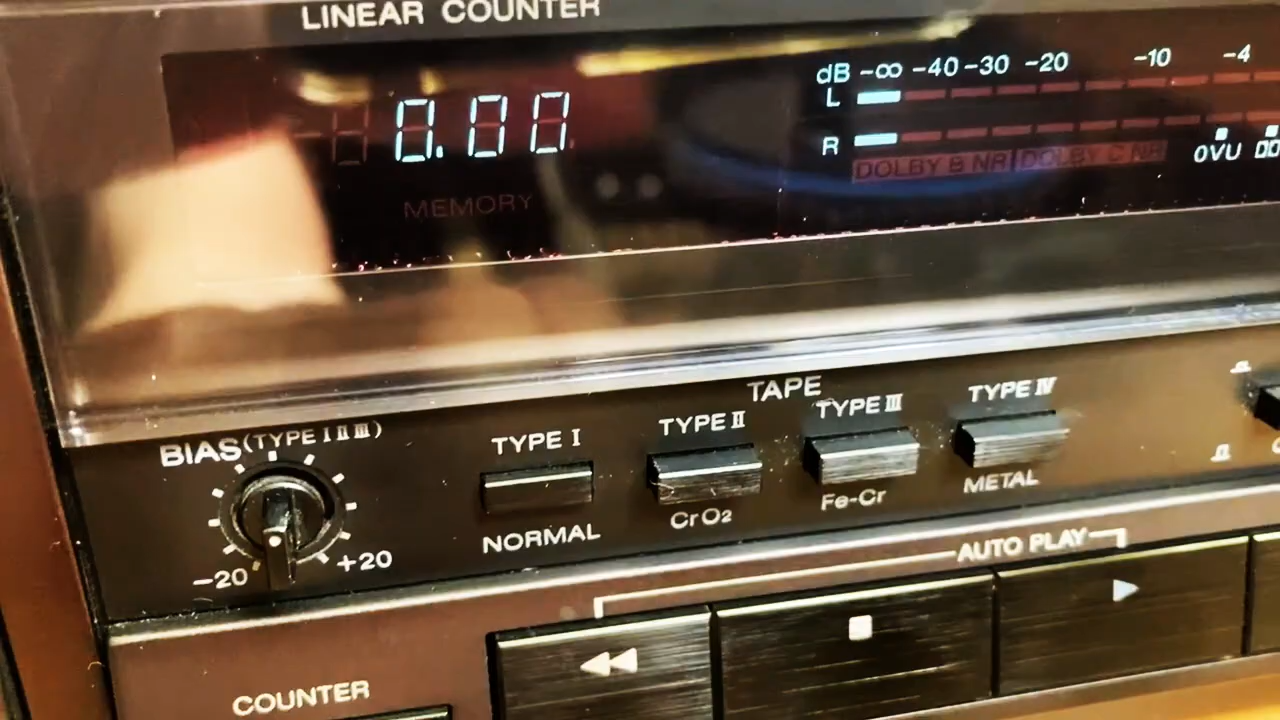 LINEAR COUNTER
dB -∞ -40 -30 -20 -10 -4
L
0.00
R
0VU
DOLBY B NR DOLBY C NR
MEMORY
TAPE
BIAS (TYPE I II III)
TYPE I
TYPE II
TYPE III
TYPE IV
NORMAL
CrO2
Fe-Cr
METAL
-20
+20
AUTO PLAY
COUNTER